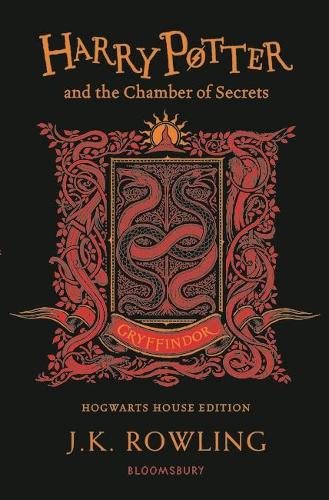 HARRY POTTER
and the Chamber of Secrets
GRYFFINDOR
HOGWARTS HOUSE EDITION
J.K. ROWLING
BLOOMSBURY